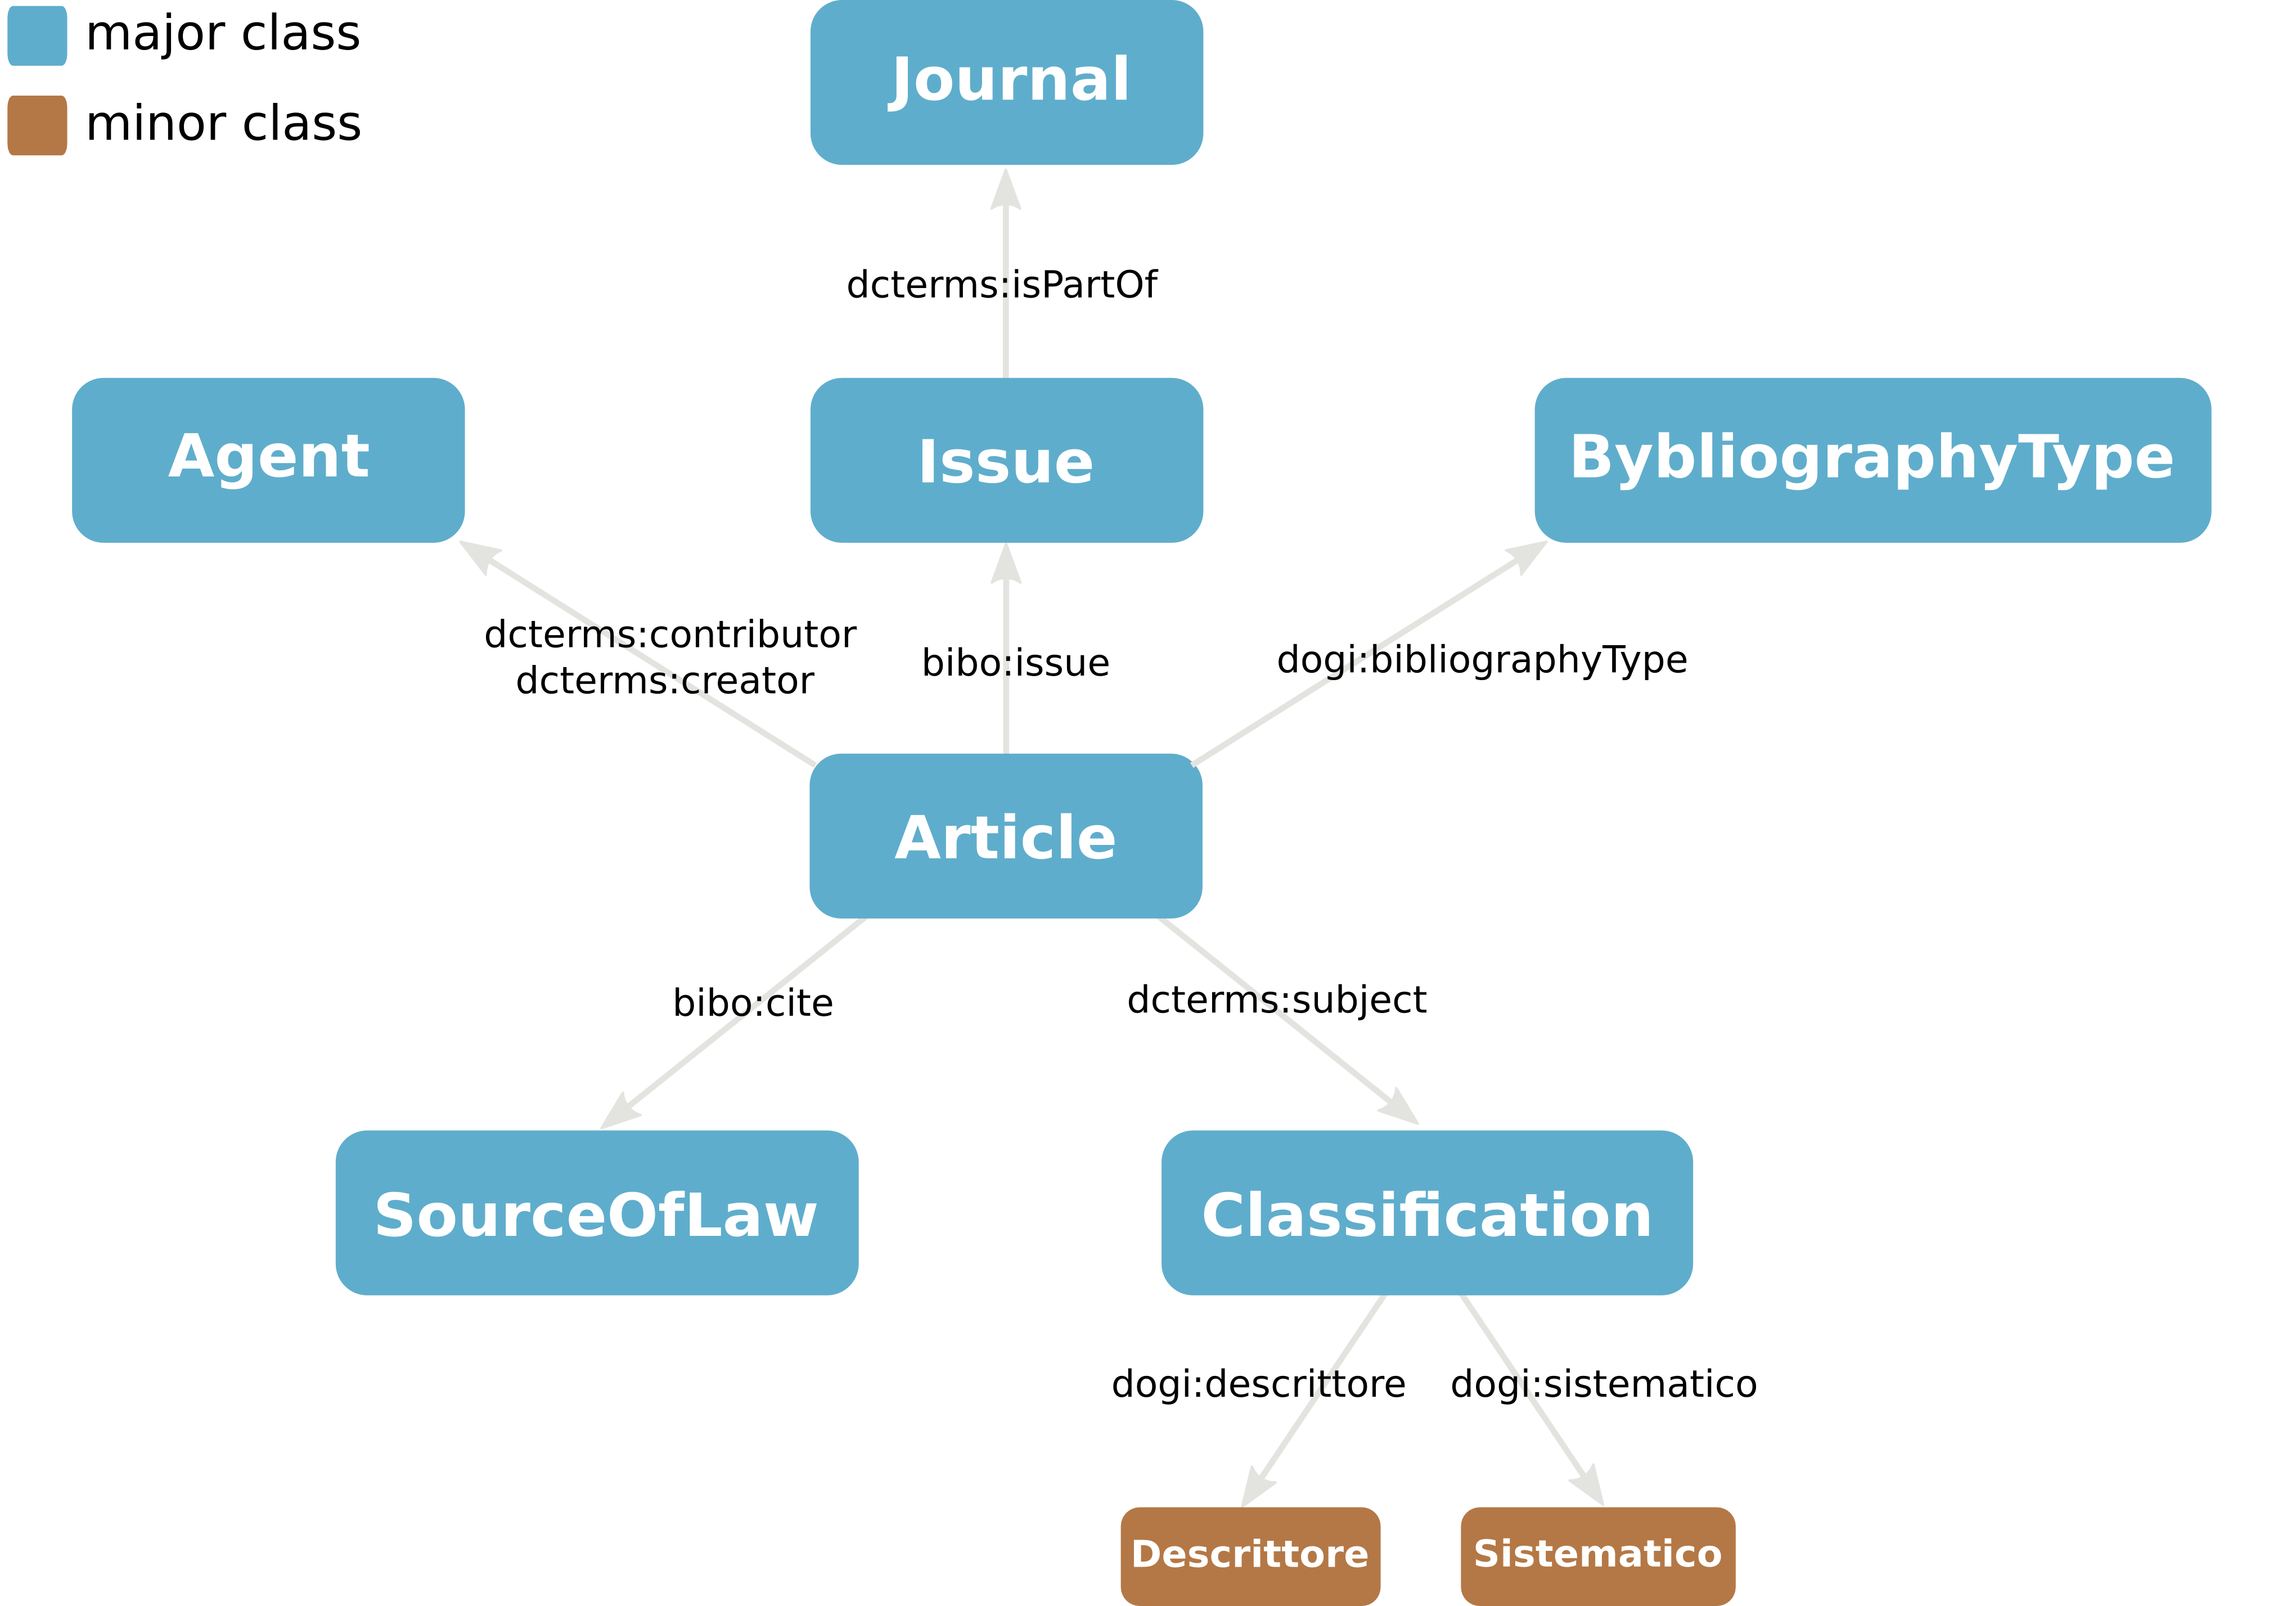 major class
minor class
Journal
dcterms:isPartOf
Agent
Issue
BybliographyType
dcterms:contributor
dcterms:creator
bibo:issue
dogi:bibliographyType
Article
bibo:cite
dcterms:subject
SourceOfLaw
Classification
dogi:descrittore
dogi:sistematico
Descrittore
Sistematico